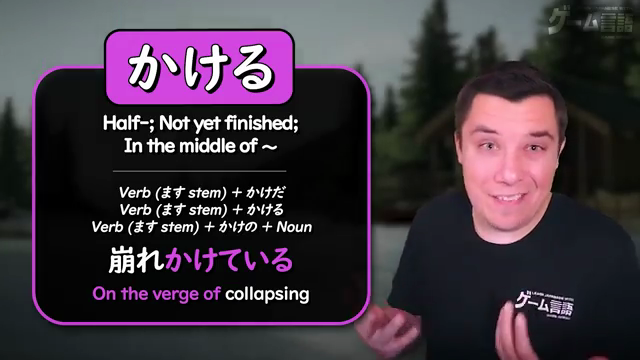 ゲーム言語
かける
Half-; Not yet finished;
In the middle of ~
Verb (ます stem) + かけだ
Verb (ます stem) + かける
Verb (ます stem) + かけの + Noun
崩れかけている
On the verge of collapsing
ゲーム言語